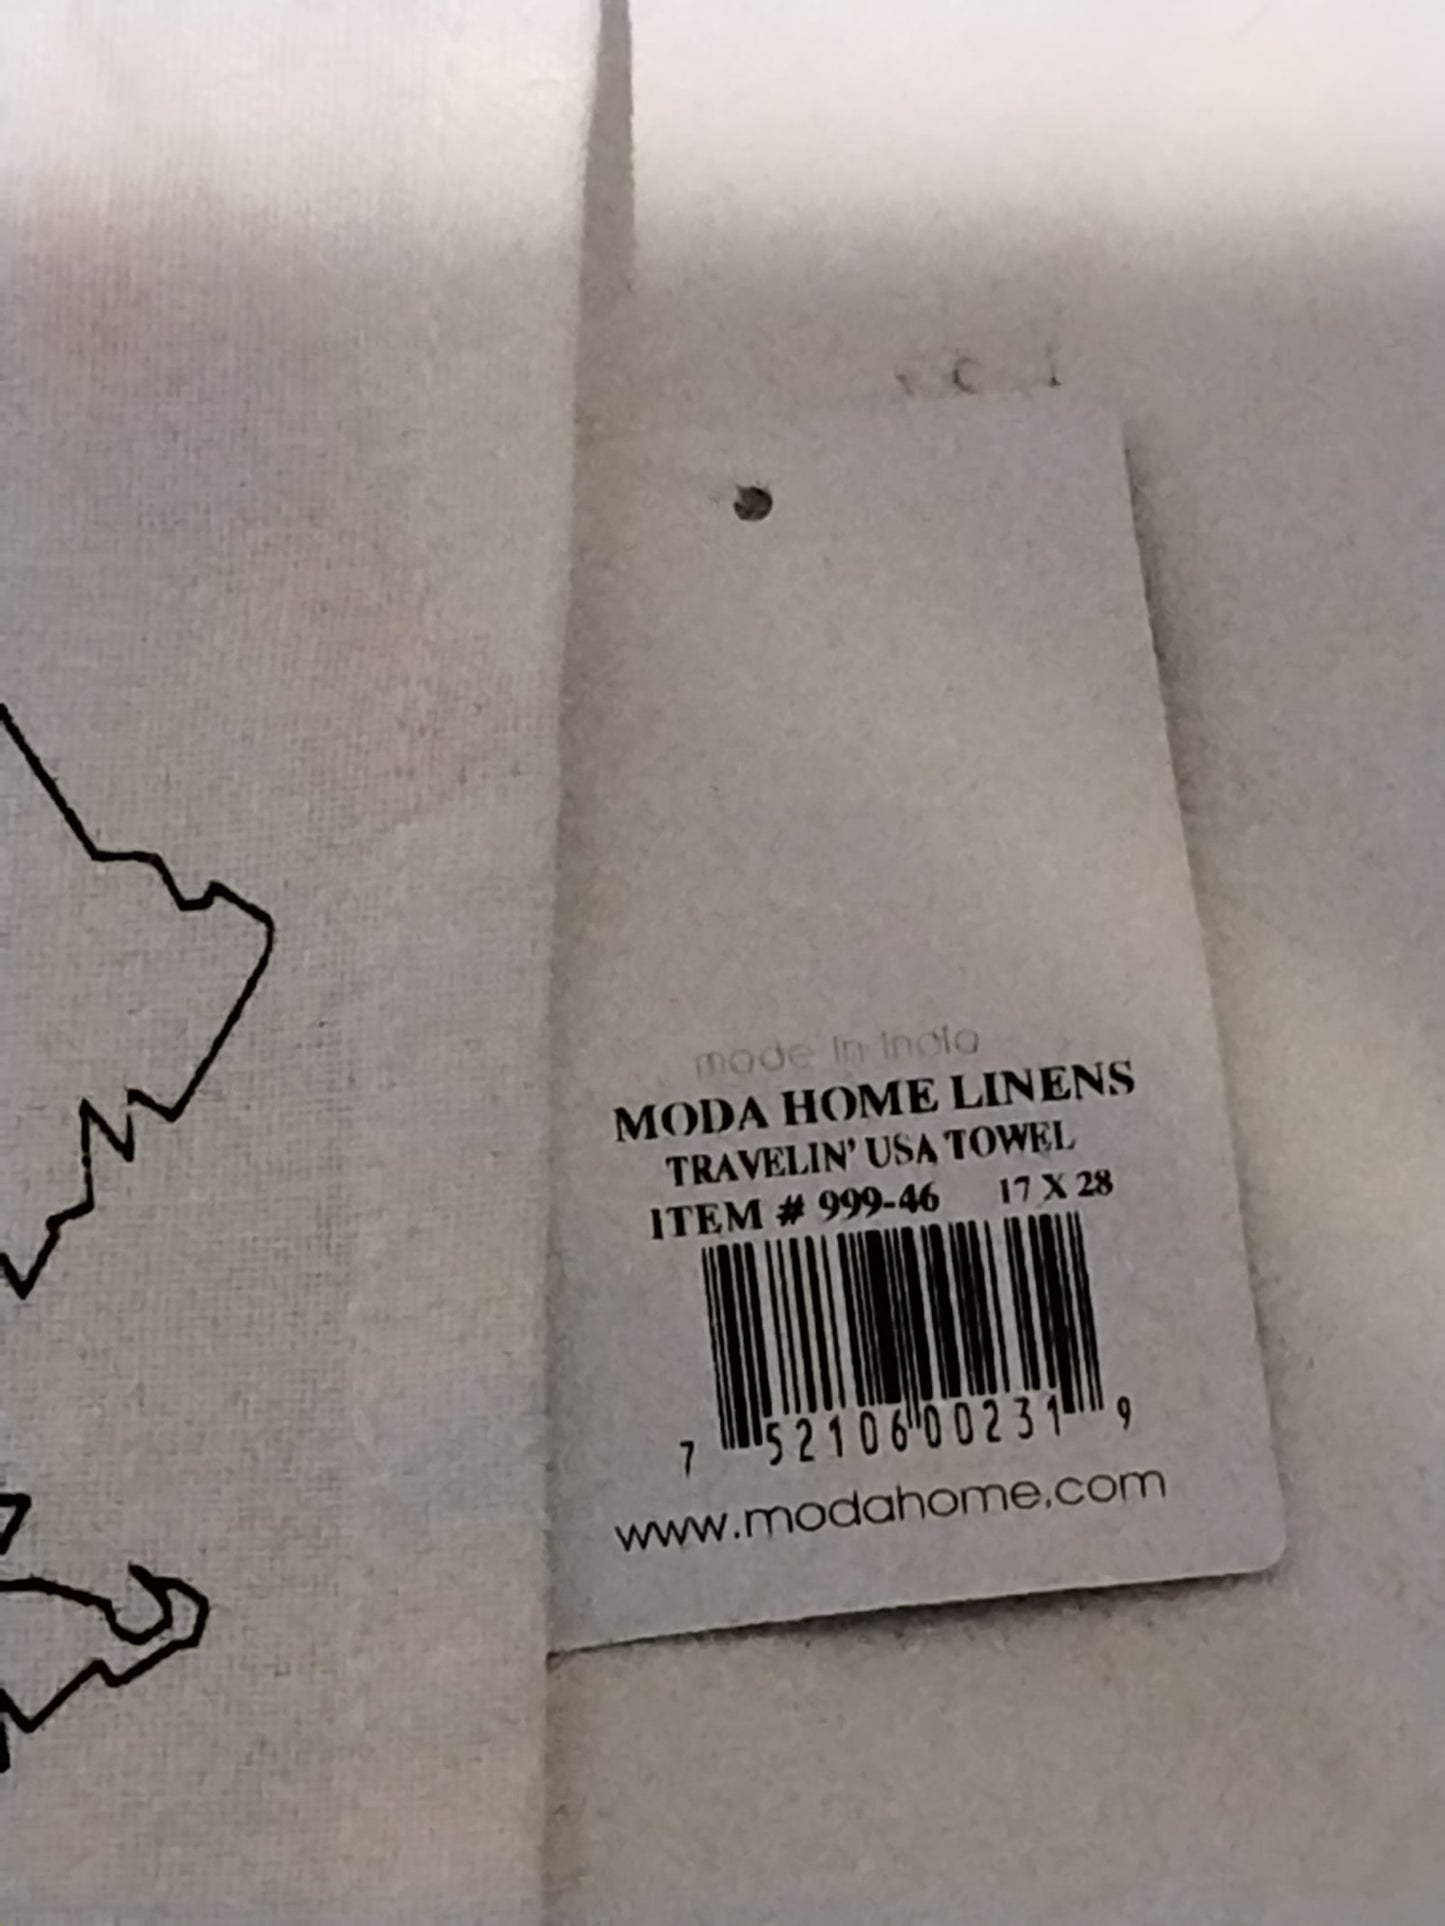 made in india
MODA HOME LINENS
TRAVELIN' USA TOWEL
ITEM # 999-46 17 X 28
7 52106 00231 9
www.modahome.com